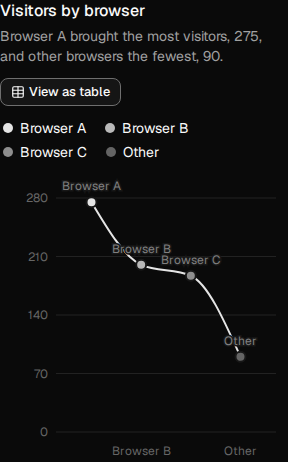 Visitors by browser
Browser A brought the most visitors, 275,
and other browsers the fewest, 90.
View as table
Browser A
Browser B
Browser C
Other
Browser A
280
Browser B
210
Browser C
140
Other
70
0
Browser B
Other